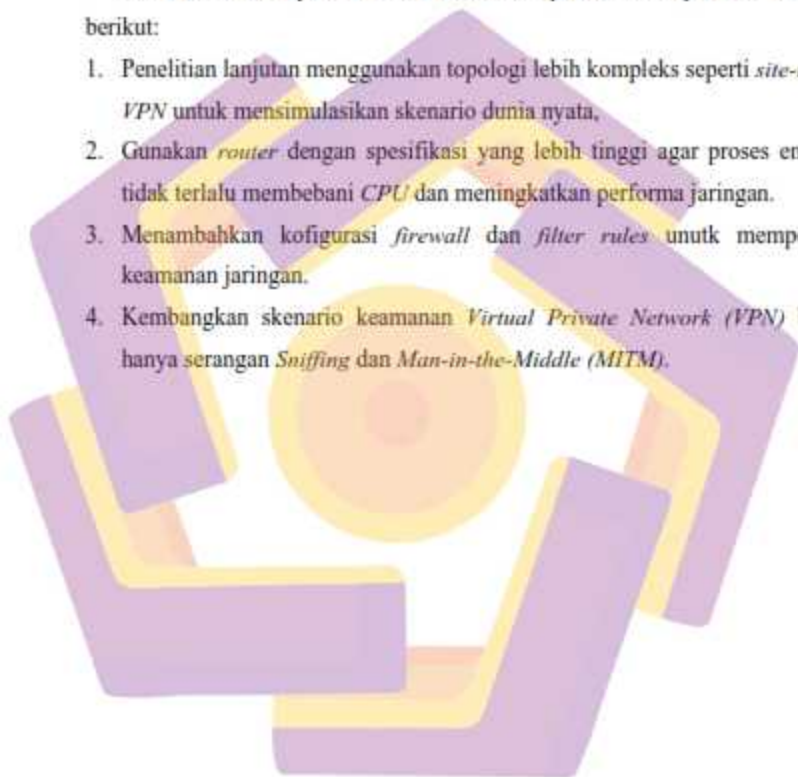 berikut:
1. Penelitian lanjutan menggunakan topologi lebih kompleks seperti site-
VPN untuk mensimulasikan skenario dunia nyata,
2. Gunakan router dengan spesifikasi yang lebih tinggi agar proses en
tidak terlalu membebani CPU dan meningkatkan performa jaringan.
3. Menambahkan kofigurasi firewall dan filter rules unutk memp
keamanan jaringan.
4. Kembangkan skenario keamanan Virtual Private Network (VPN)
hanya serangan Sniffing dan Man-in-the-Middle (MITM).